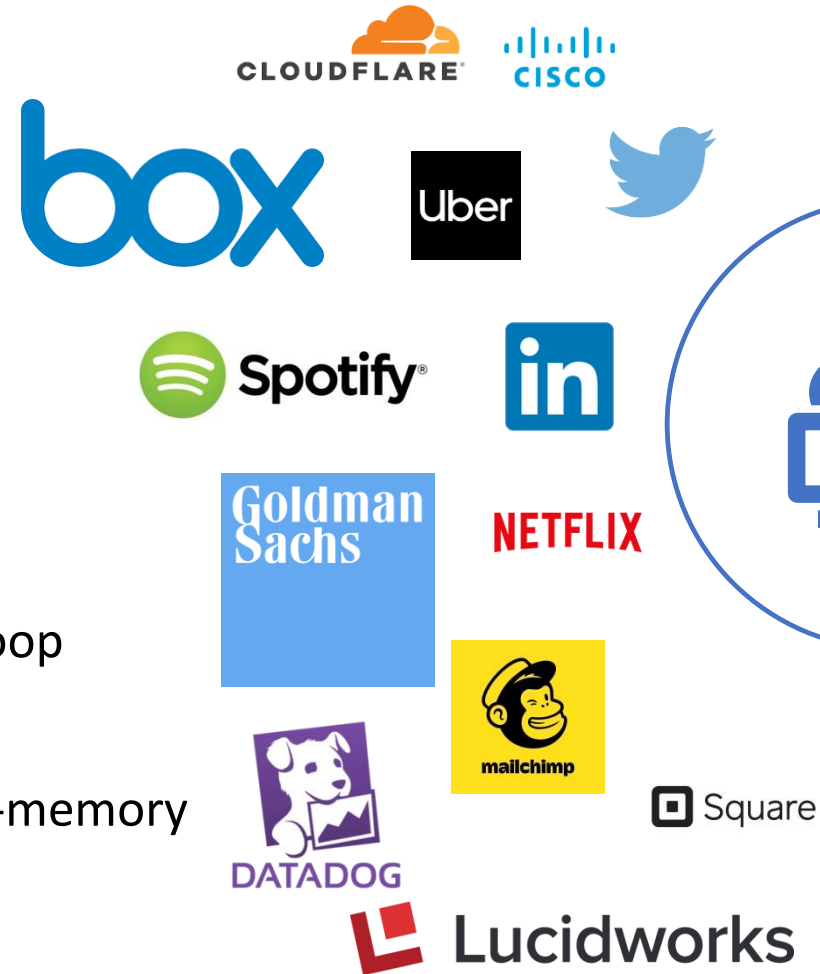 CLOUDFLARE®
CISCO
box
Uber
Spotify®
in
Goldman
Sachs
NETFLIX
oop
mailchimp
-memory
Square
DATADOG
Lucidworks